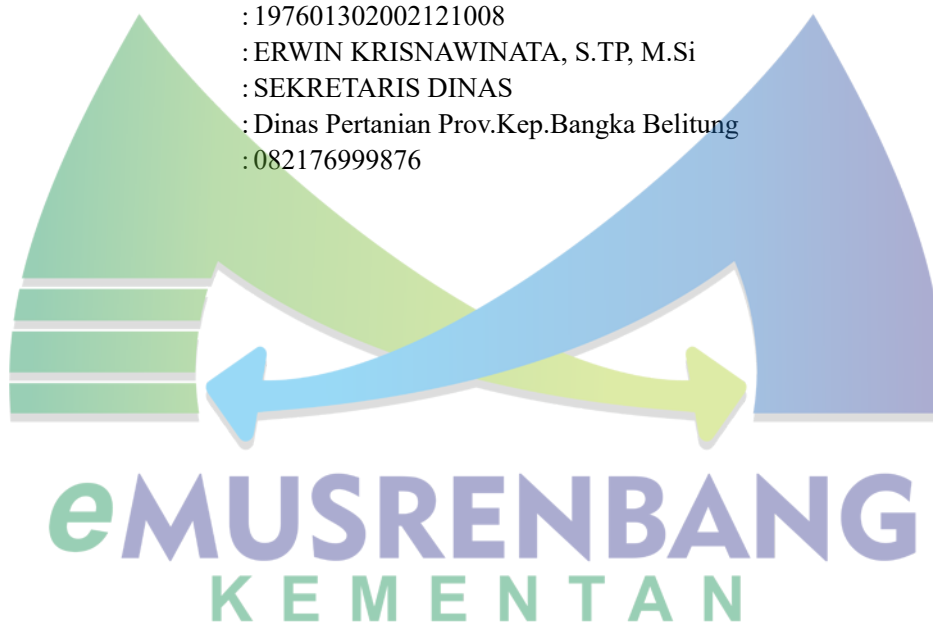 : 197601302002121008
: ERWIN KRISNAWINATA, S.TP, M.Si
: SEKRETARIS DINAS
: Dinas Pertanian Prov.Kep.Bangka Belitung
: 082176999876
eMUSRENBANG
KEMENTAN